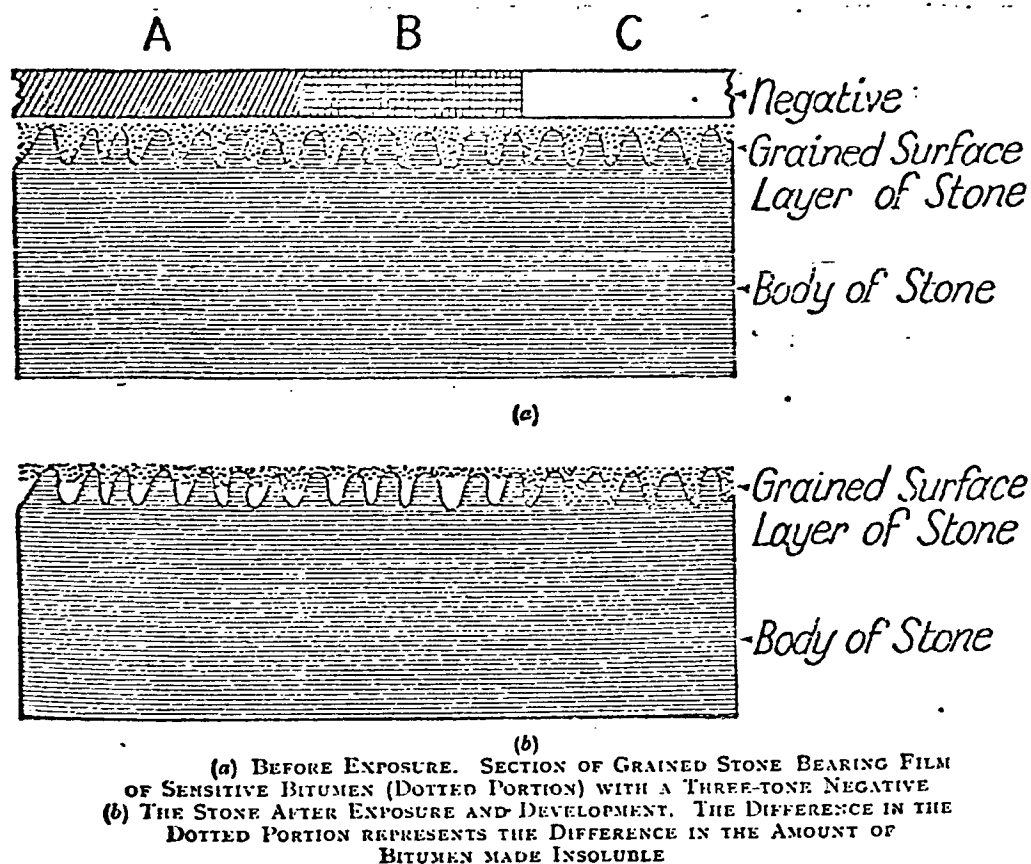 A B C
Negative
Grained Surface
Layer of Stone
Body of Stone
(a)
Grained Surface
Layer of Stone
Body of Stone
(b)
(a) BEFORE EXPOSURE. SECTION OF GRAINED STONE BEARING FILM
OF SENSITIVE BITUMEN (DOTTED PORTION) WITH A THREE-TONE NEGATIVE
(b) THE STONE AFTER EXPOSURE AND DEVELOPMENT. THE DIFFERENCE IN THE
DOTTED PORTION REPRESENTS THE DIFFERENCE IN THE AMOUNT OF
BITUMEN MADE INSOLUBLE